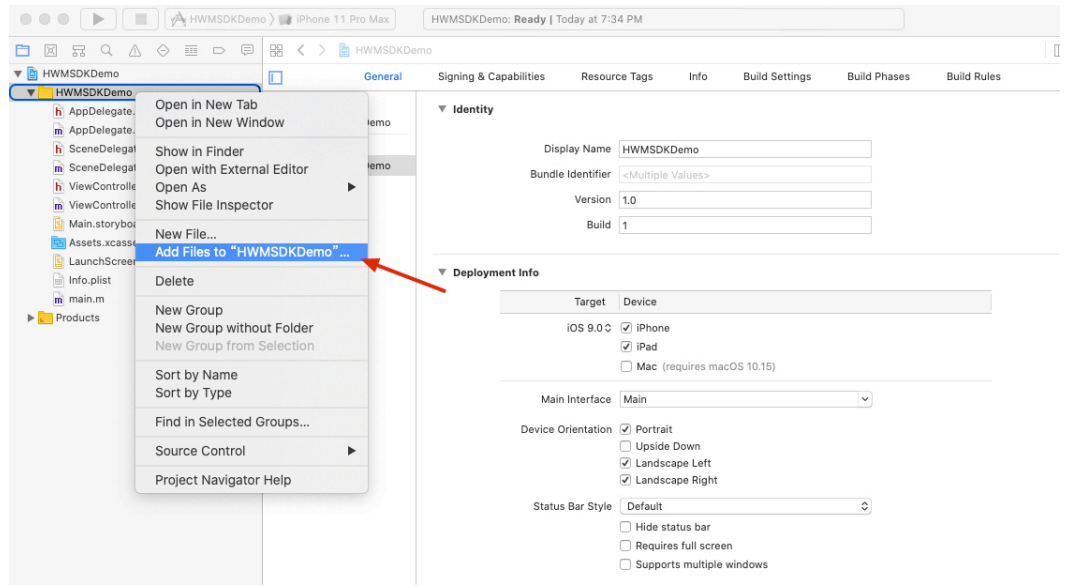 HWMSDKDemo
iPhone 11 Pro Max
HWMSDKDemo: Ready | Today at 7:34 PM
HWMSDKDemo
HWMSDKDemo
HWMSDKDemo
AppDelegate.
AppDelegate.
SceneDelegat
SceneDelegat
ViewControlle
ViewControlle
Main.storyboa
Assets.xcasse
LaunchScreer
Info.plist
main.m
Products
Open in New Tab
Open in New Window
Show in Finder
Open with External Editor
Open As
Show File Inspector
New File...
Add Files to “HWMSDKDemo”...
Delete
New Group
New Group without Folder
New Group from Selection
Sort by Name
Sort by Type
Find in Selected Groups...
Source Control
Project Navigator Help
General Signing & Capabilities Resource Tags Info Build Settings Build Phases Build Rules
emo
emo
Identity
Display Name HWMSDKDemo
Bundle Identifier <Multiple Values>
Version 1.0
Build 1
Deployment Info
Target Device
iOS 9.0 iPhone
iPad
Mac (requires macOS 10.15)
Main Interface Main
Device Orientation Portrait
Upside Down
Landscape Left
Landscape Right
Status Bar Style Default
Hide status bar
Requires full screen
Supports multiple windows